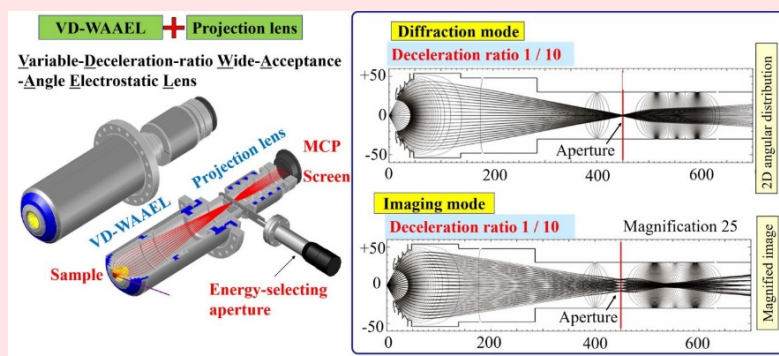 VD-WAAEL + Projection lens
Variable-Deceleration-ratio Wide-Acceptance
-Angle Electrostatic Lens
MCP
Screen
Projection lens
VD-WAAEL
Sample
Energy-selecting
aperture
Diffraction mode
Deceleration ratio 1 / 10
+50
0
-50
Aperture
0 200 400 600
2D angular distribution
Imaging mode
Deceleration ratio 1 / 10 Magnification 25
+50
0
-50
Aperture
0 200 400 600
Magnified image